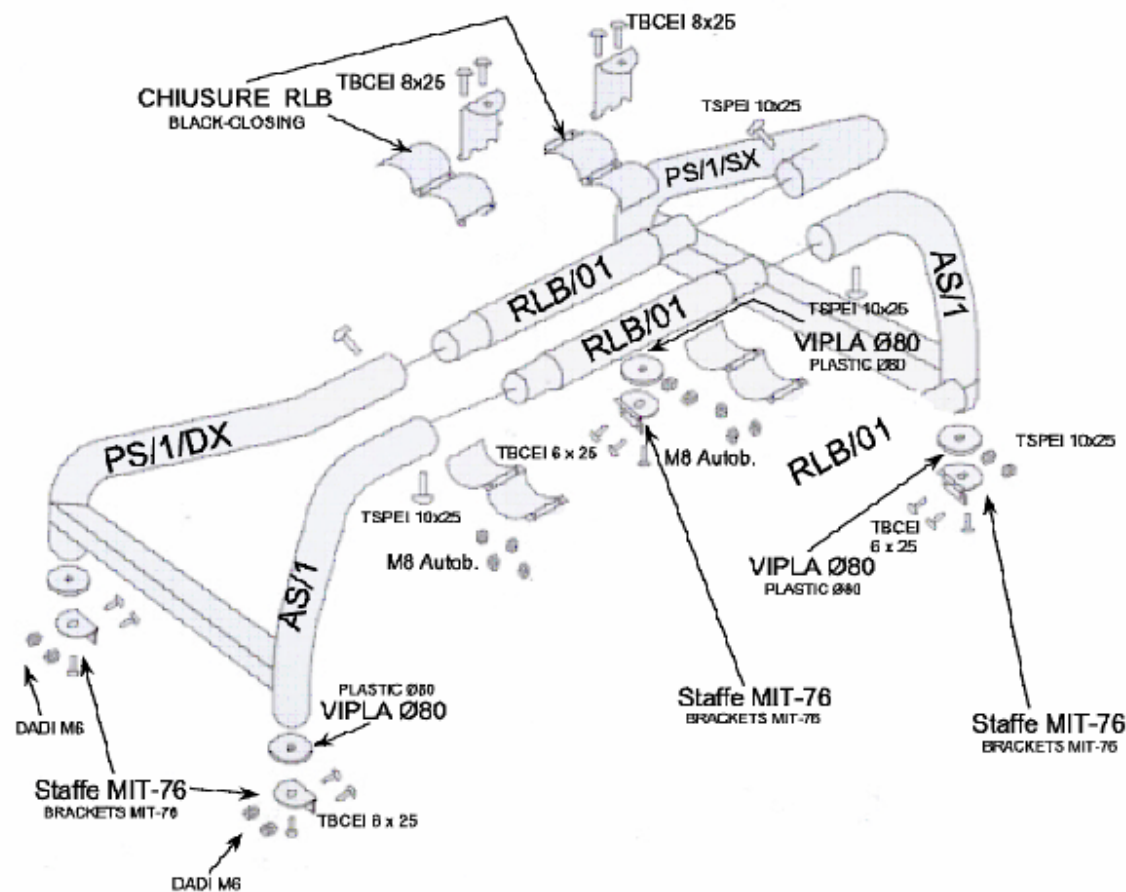 TBCEI 8x25
TBCEI 8x25
CHIUSURE RLB
BLACK-CLOSING
TSPEI 10x25
PS/1/SX
RLB/01
AS/1
RLB/01
TSPEI 10x25
VIPLA Ø80
PLASTIC Ø80
PS/1/DX
TBCEI 6 x 25
M8 Autob.
RLB/01
TSPEI 10x25
TSPEI 10x25
TBCEI
6 x 25
M8 Autob.
VIPLA Ø80
PLASTIC Ø80
AS/1
PLASTIC Ø80
VIPLA Ø80
Staffe MIT-76
BRACKETS MIT-76
Staffe MIT-76
BRACKETS MIT-76
DADI M6
Staffe MIT-76
BRACKETS MIT-76
TBCEI 8 x 25
DADI M6